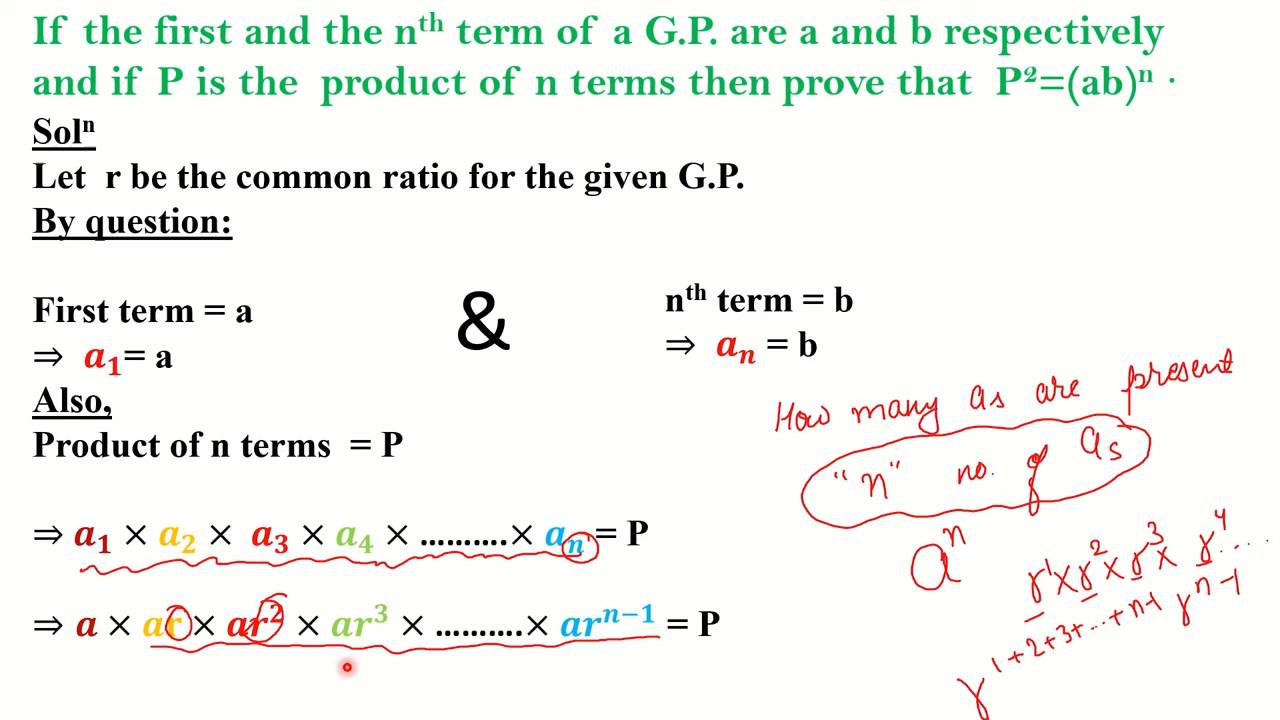 If the first and the nᵗʰ term of a G.P. are a and b respectively
and if P is the product of n terms then prove that P²=(ab)ⁿ ·
Solⁿ
Let r be the common ratio for the given G.P.
By question:
First term = a
⇒ a₁= a
&
nᵗʰ term = b
⇒ aₙ = b
Also,
Product of n terms = P
⇒ a₁ × a₂ × a₃ × a₄ × ..........× aₙ = P
⇒ a × ar × ar² × ar³ × ..........× arⁿ⁻¹ = P
How many as are present
"n" no. of as
aⁿ
r¹×r²×r³× r⁴....
rⁿ⁻¹
r¹⁺²⁺³⁺···⁺ⁿ⁻¹